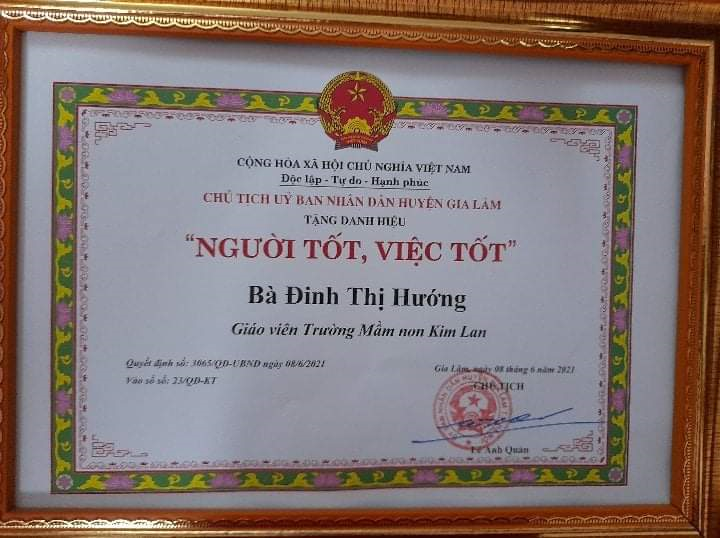 CỘNG HÒA XÃ HỘI CHỦ NGHĨA VIỆT NAM
Độc lập - Tự do - Hạnh phúc
CHỦ TỊCH UỶ BAN NHÂN DÂN HUYỆN GIA LÂM
TẶNG DANH HIỆU
“NGƯỜI TỐT, VIỆC TỐT”
Bà Đinh Thị Hướng
Giáo viên Trường Mầm non Kim Lan
Quyết định số: 3065/QĐ-UBND ngày 08/6/2021
Vào sổ số: 23/QĐ-KT
Gia Lâm, ngày 08 tháng 6 năm 2021
CHỦ TỊCH
Lê Anh Quân